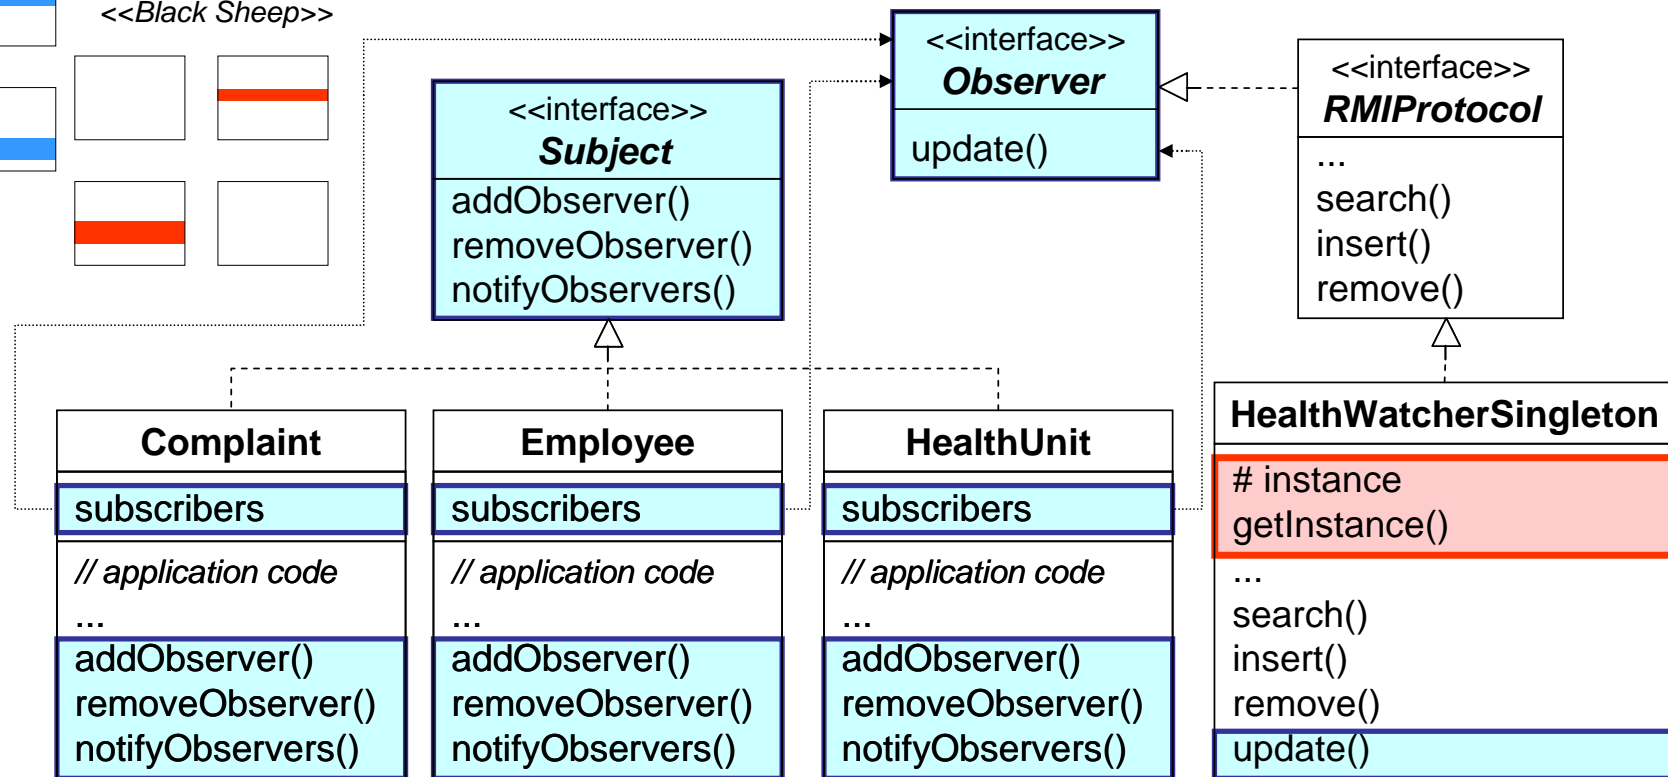 <<Black Sheep>>
<<interface>>
Observer
update()
<<interface>>
RMIProtocol
...
search()
insert()
remove()
<<interface>>
Subject
addObserver()
removeObserver()
notifyObservers()
Complaint
subscribers
// application code
...
addObserver()
removeObserver()
notifyObservers()
Employee
subscribers
// application code
...
addObserver()
removeObserver()
notifyObservers()
HealthUnit
subscribers
// application code
...
addObserver()
removeObserver()
notifyObservers()
HealthWatcherSingleton
# instance
getInstance()
...
search()
insert()
remove()
update()